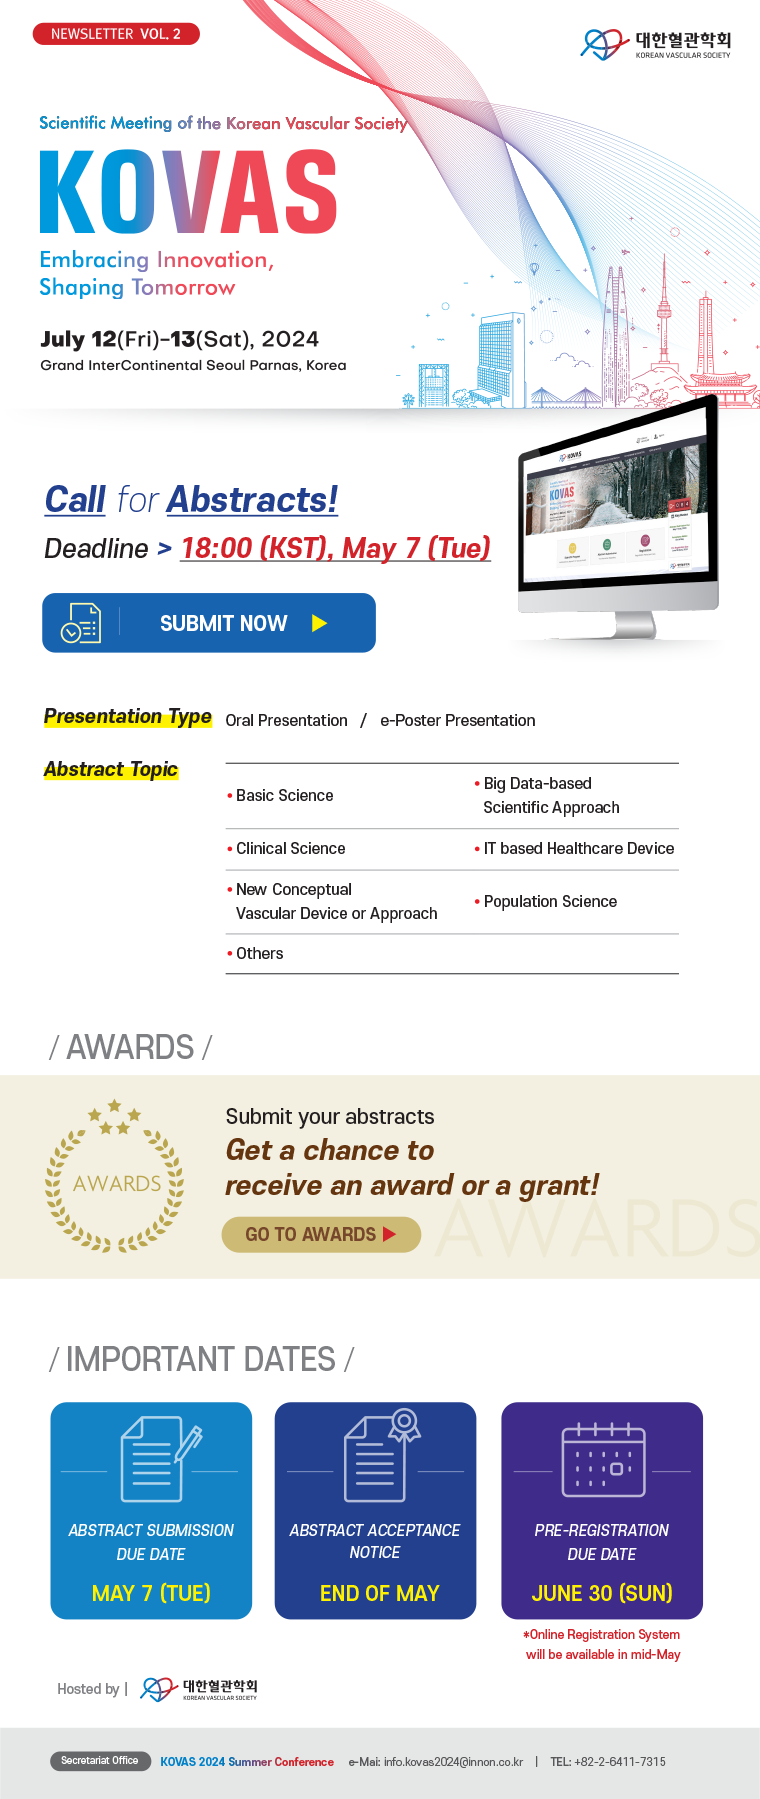 NEWSLETTER VOL. 2
대한혈관학회
KOREAN VASCULAR SOCIETY
Scientific Meeting of the Korean Vascular Society
KOVAS
Embracing Innovation,
Shaping Tomorrow
July 12(Fri)-13(Sat), 2024
Grand InterContinental Seoul Parnas, Korea
Call for Abstracts!
Deadline > 18:00 (KST), May 7 (Tue)
KOVAS
KOVAS
SUBMIT NOW
Presentation Type Oral Presentation / e-Poster Presentation
Abstract Topic
• Basic Science
• Big Data-based
Scientific Approach
• Clinical Science
• IT based Healthcare Device
• New Conceptual
Vascular Device or Approach
• Population Science
• Others
/ AWARDS /
AWARDS
Submit your abstracts
Get a chance to
receive an award or a grant!
GO TO AWARDS
AWARDS
/ IMPORTANT DATES /
ABSTRACT SUBMISSION
DUE DATE
MAY 7 (TUE)
ABSTRACT ACCEPTANCE
NOTICE
END OF MAY
PRE-REGISTRATION
DUE DATE
JUNE 30 (SUN)
*Online Registration System
will be available in mid-May
Hosted by |
대한혈관학회
KOREAN VASCULAR SOCIETY
Secretariat Office KOVAS 2024 Summer Conference e-Mai: info.kovas2024@innon.co.kr | TEL: +82-2-6411-7315